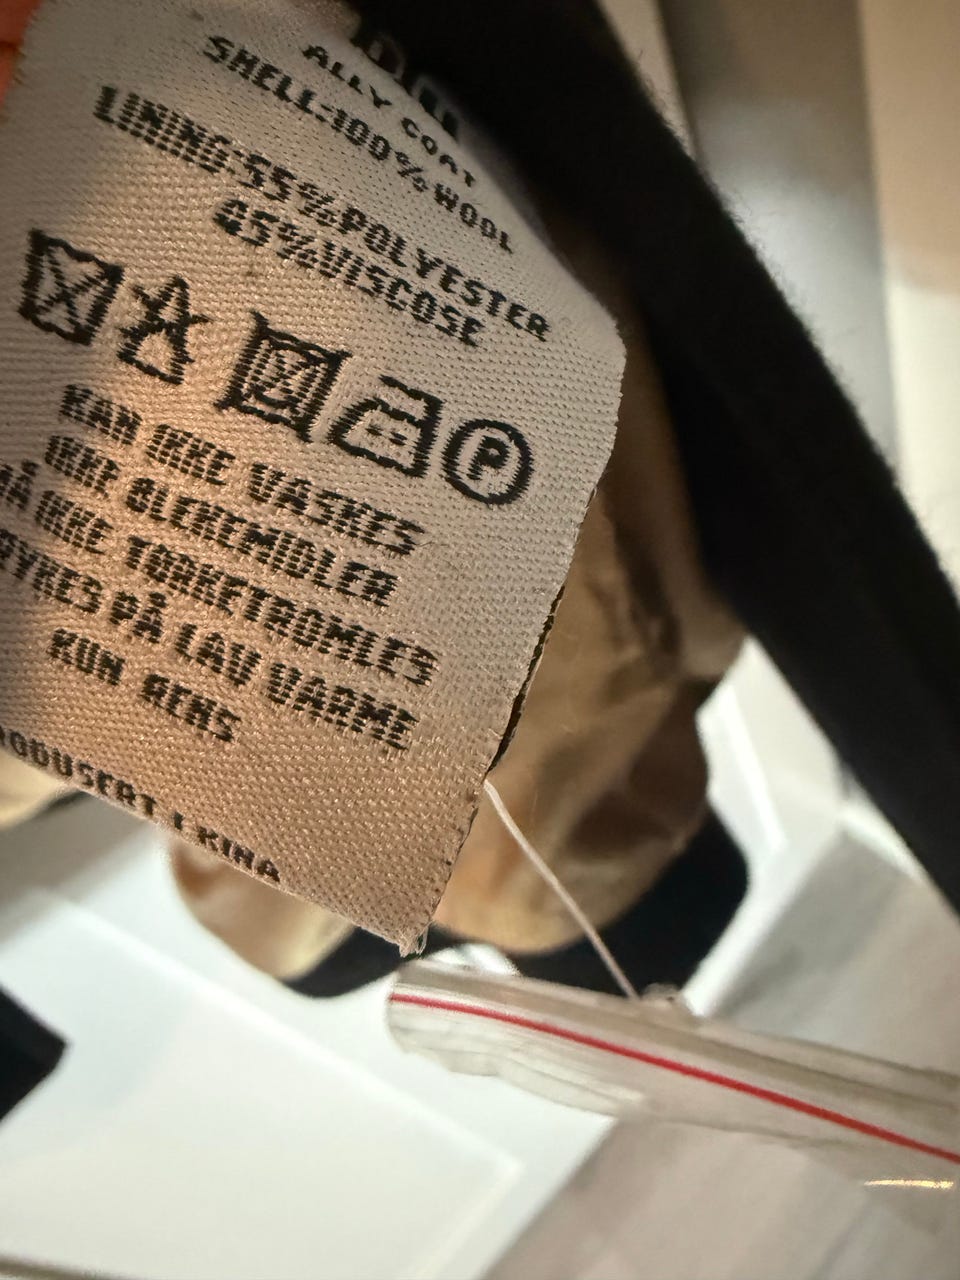 ALLY COAT
SHELL:100%WOOL
LINING:55%POLYESTER
45%VISCOSE
P
KAN IKKE VASKES
IKKE BLEKEMIDLER
MÅ IKKE TØRKETROMLES
STRYKES PÅ LAV VARME
KUN RENS
PRODUSERT I KINA